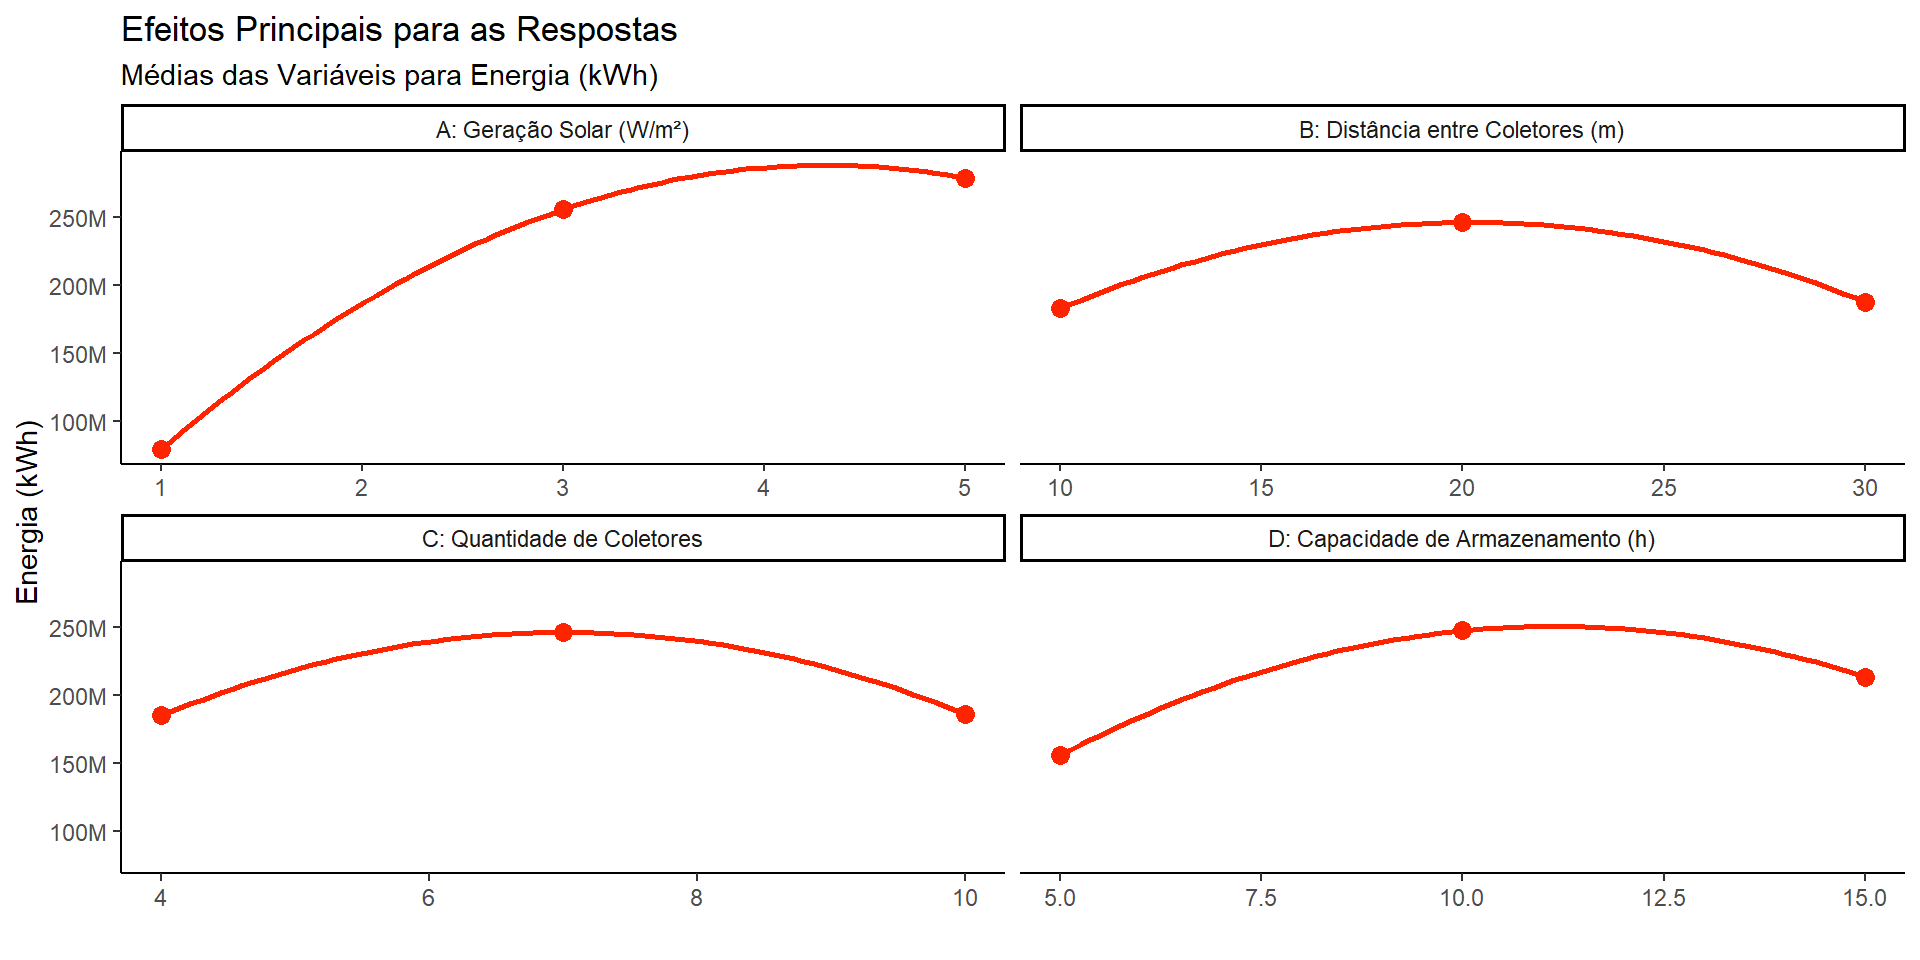 Efeitos Principais para as Respostas
Médias das Variáveis para Energia (kWh)
A: Geração Solar (W/m²)
B: Distância entre Coletores (m)
250M
200M
150M
100M
1 2 3 4 5
10 15 20 25 30
Energia (kWh)
C: Quantidade de Coletores
D: Capacidade de Armazenamento (h)
250M
200M
150M
100M
4 6 8 10
5.0 7.5 10.0 12.5 15.0